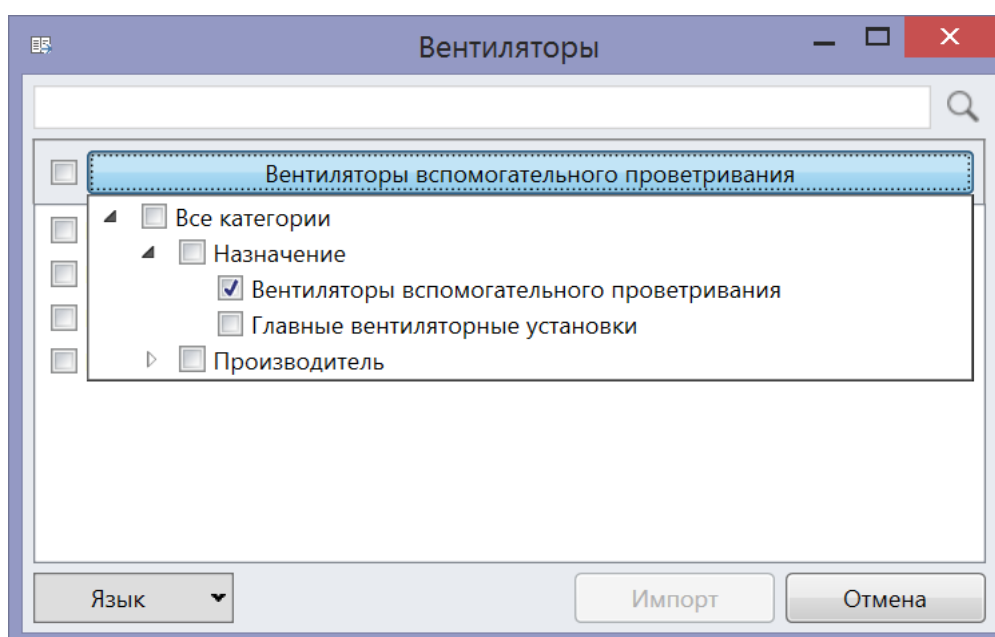 Вентиляторы
Вентиляторы вспомогательного проветривания
Все категории
Назначение
Вентиляторы вспомогательного проветривания
Главные вентиляторные установки
Производитель
Язык Импорт Отмена